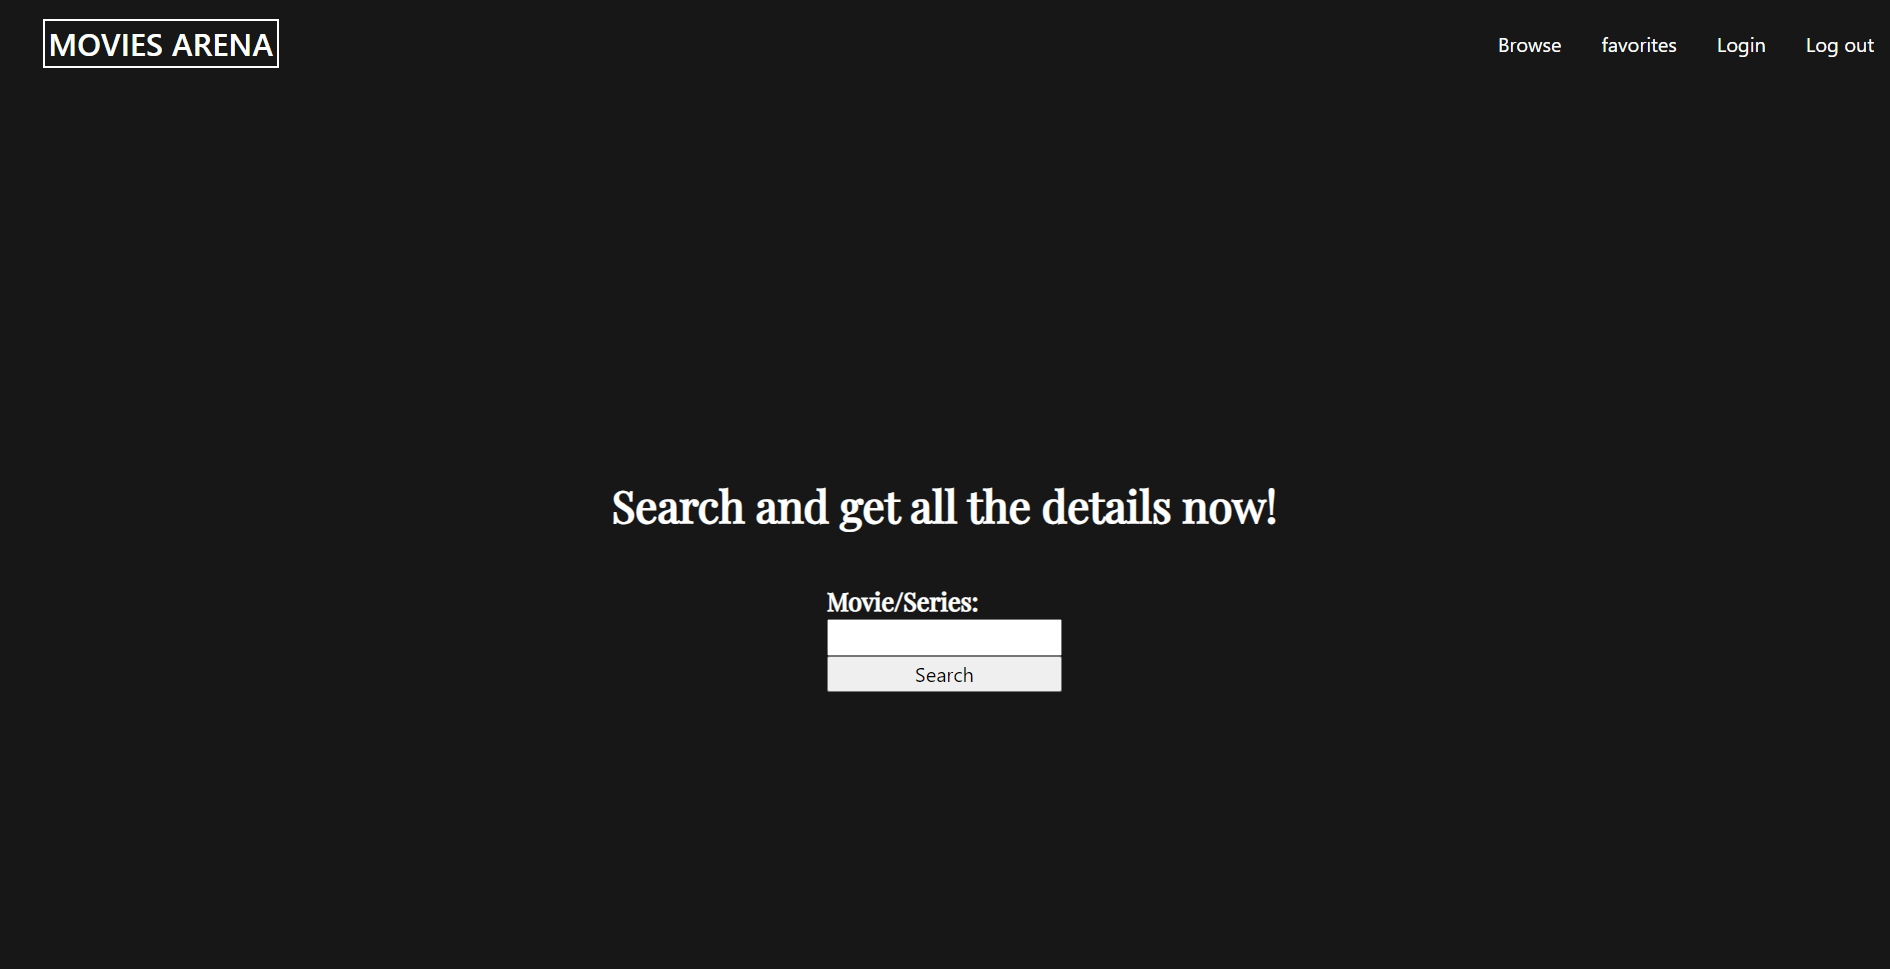 MOVIES ARENA
Browse favorites Login Log out
Search and get all the details now!
Movie/Series:
Search